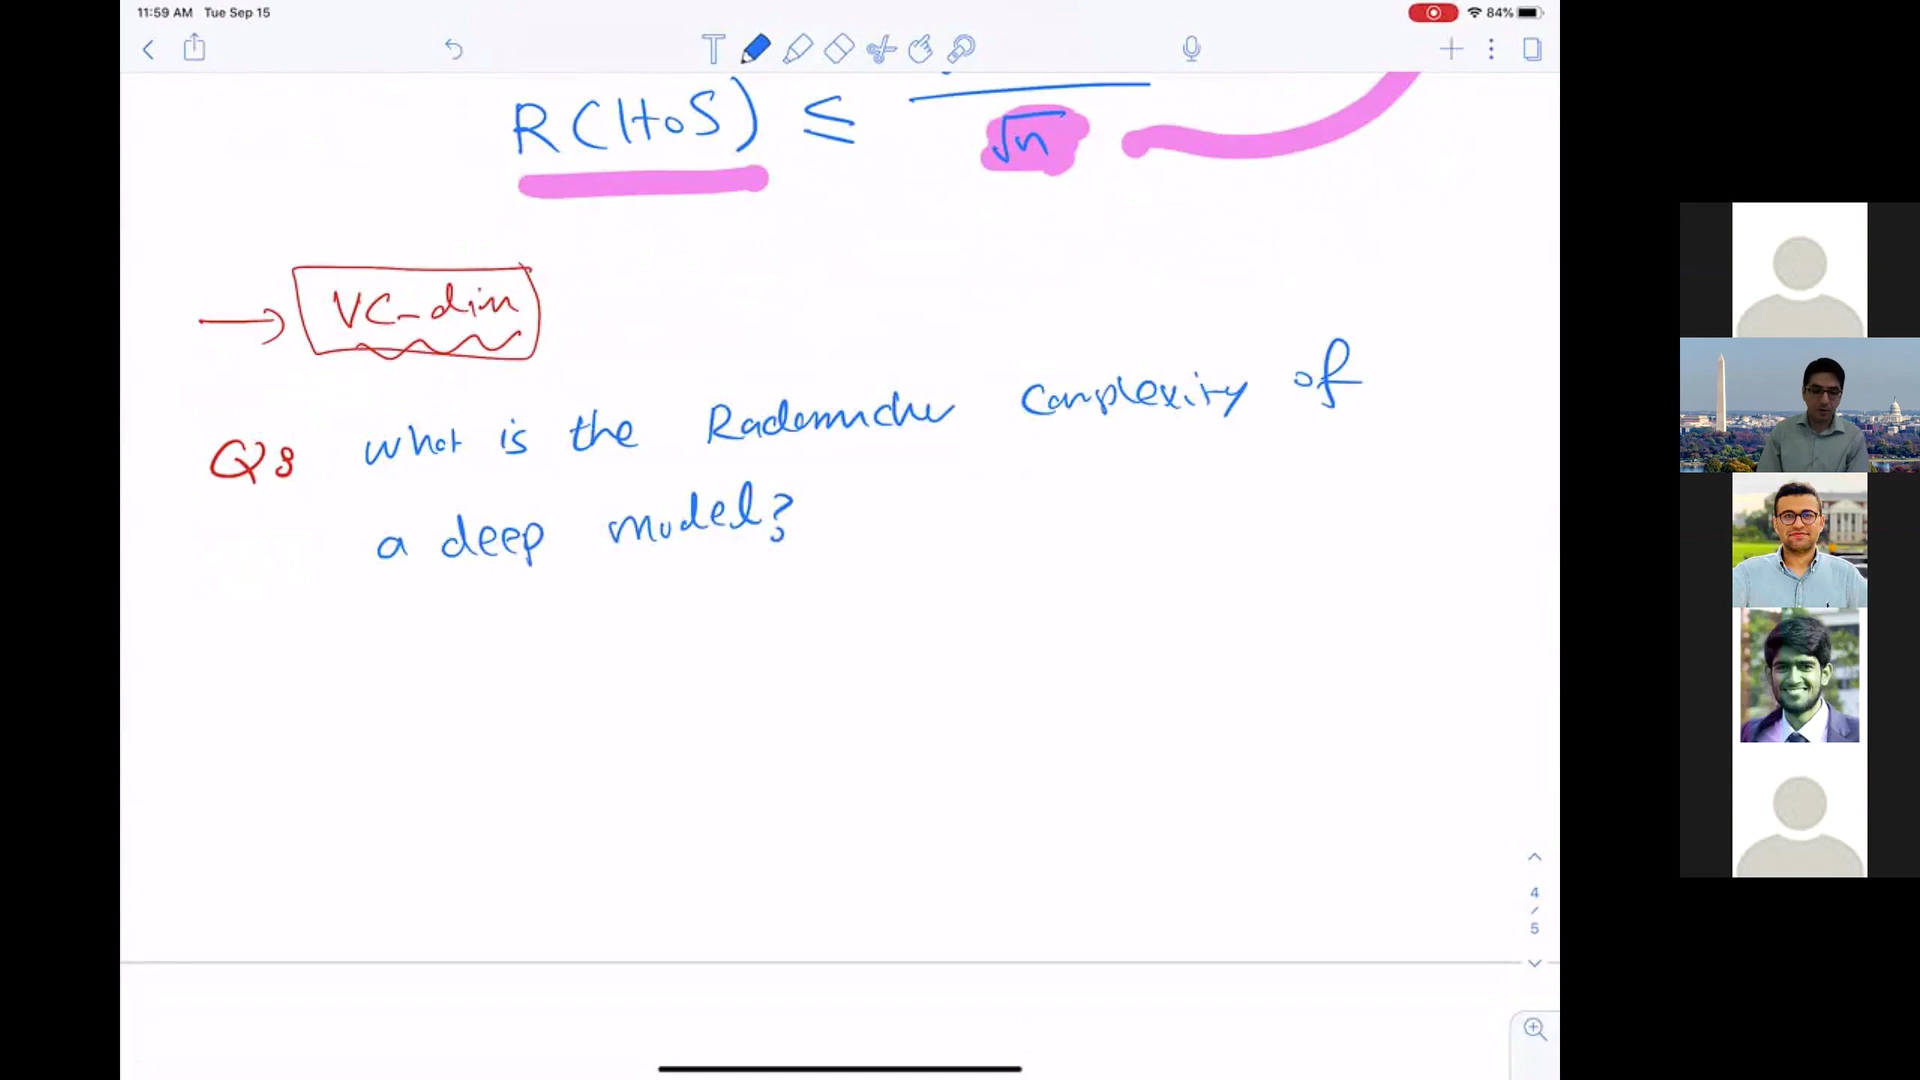 11:59 AM Tue Sep 15
84%
R(HoS) ≤
√n
→ VC-dim
Q: what is the Rademacher Complexity of
a deep model?
4
/
5